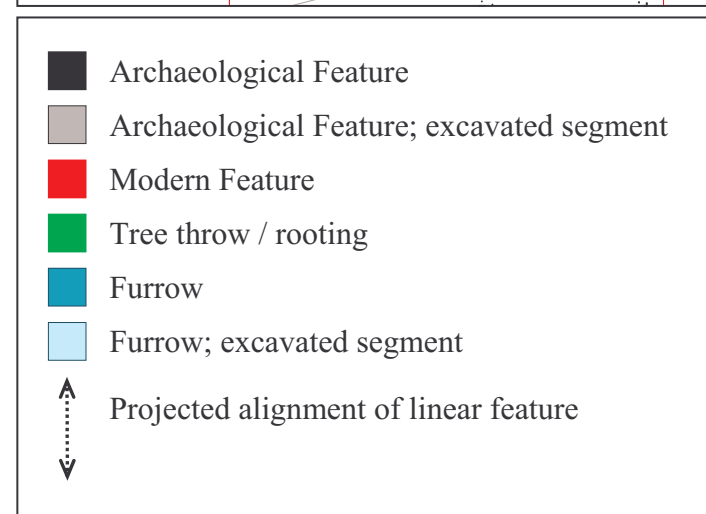 Archaeological Feature
Archaeological Feature; excavated segment
Modern Feature
Tree throw / rooting
Furrow
Furrow; excavated segment
Projected alignment of linear feature